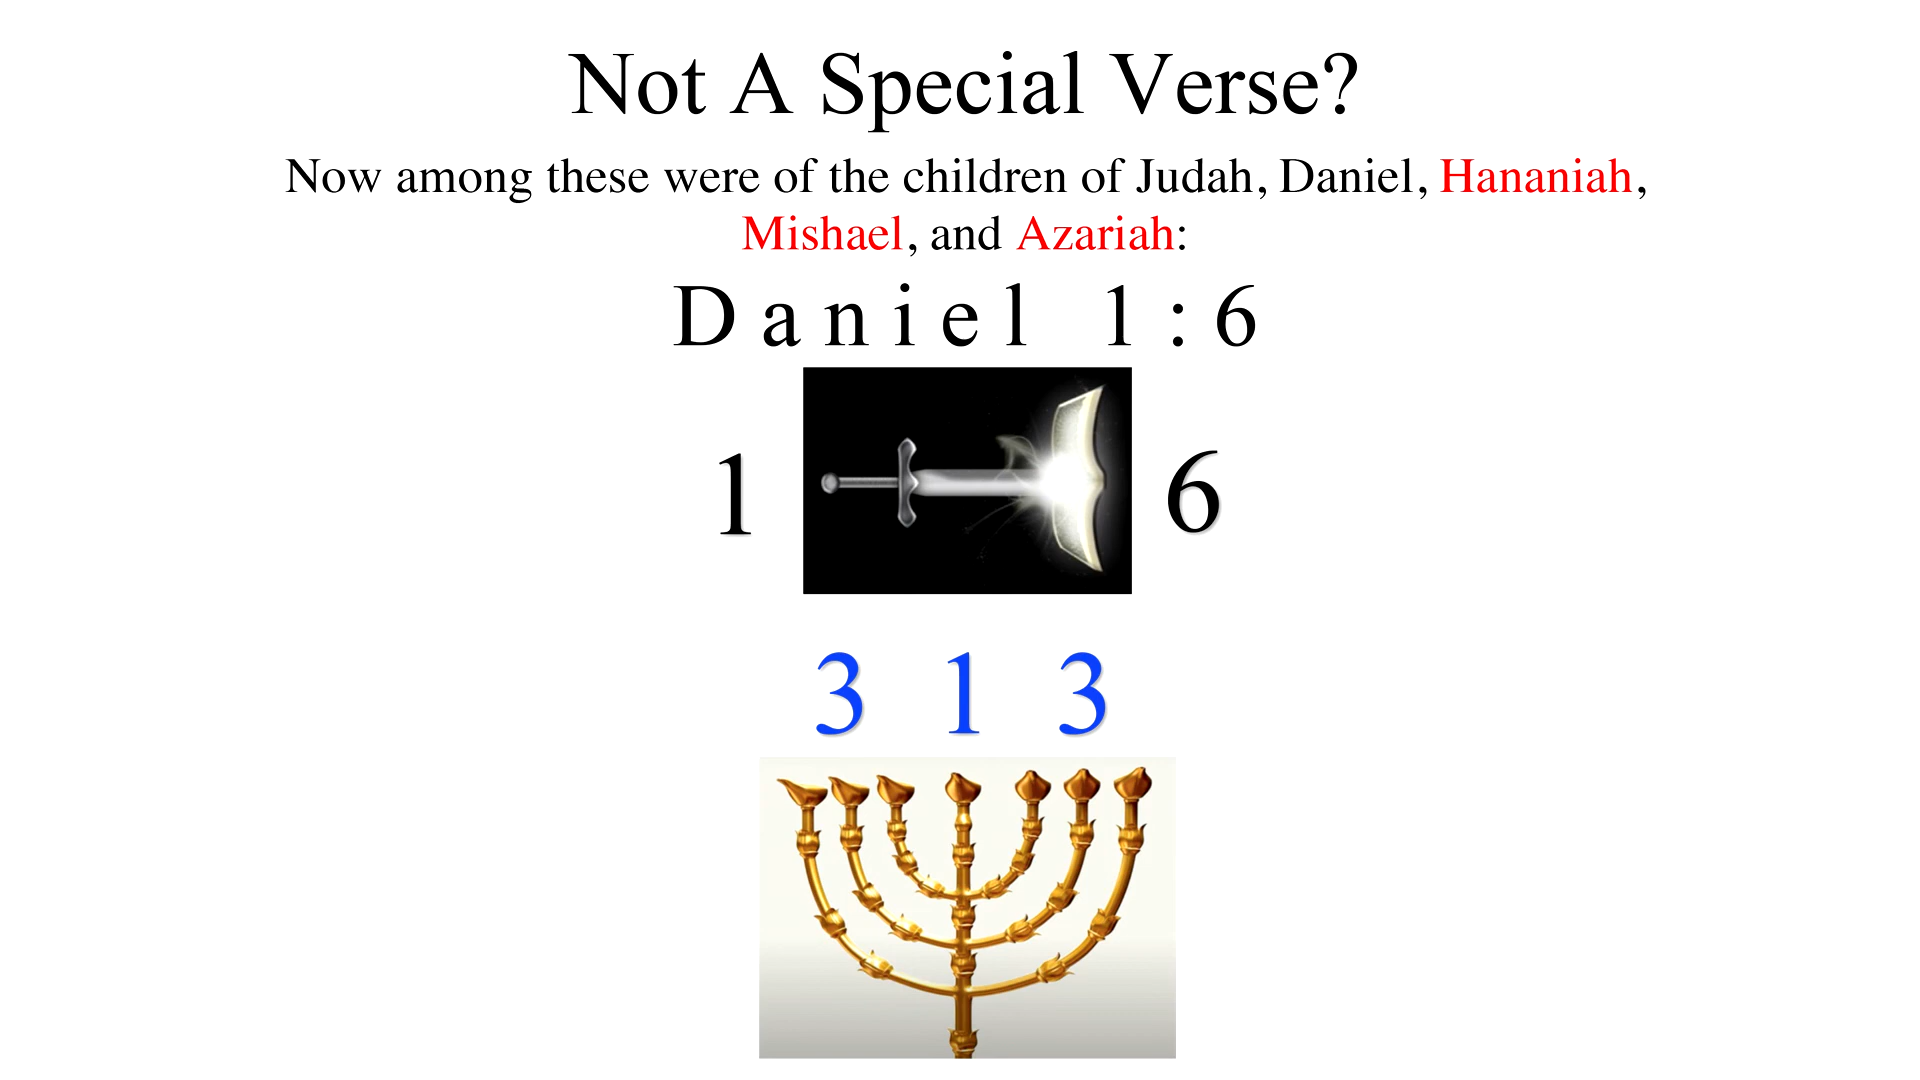 Not A Special Verse?
Now among these were of the children of Judah, Daniel, Hananiah,
Mishael, and Azariah:
Daniel 1:6
1 6
3 1 3